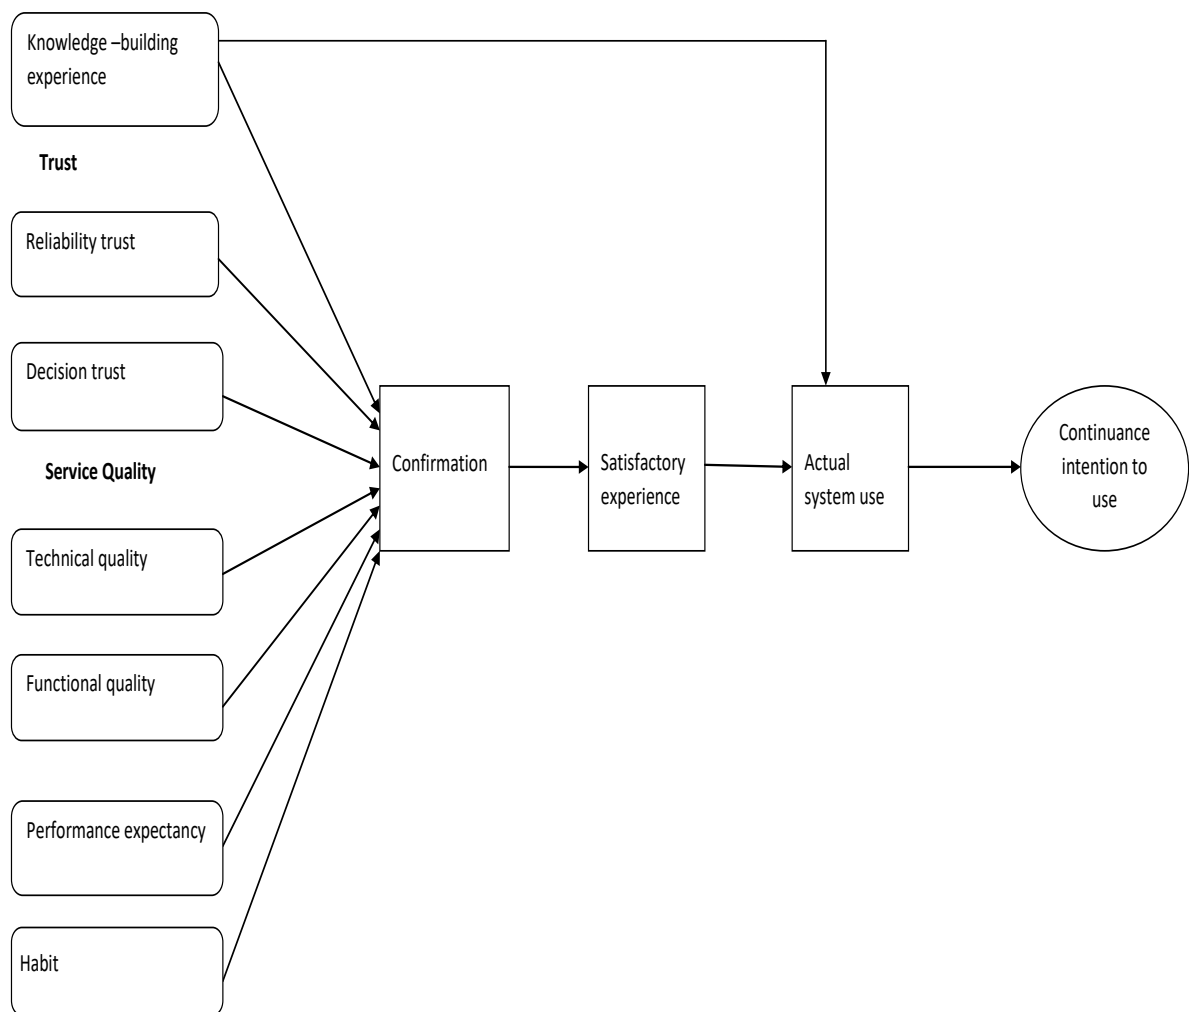 Knowledge –building
experience
Trust
Reliability trust
Decision trust
Service Quality
Technical quality
Functional quality
Performance expectancy
Habit
Confirmation
Satisfactory
experience
Actual
system use
Continuance
intention to
use